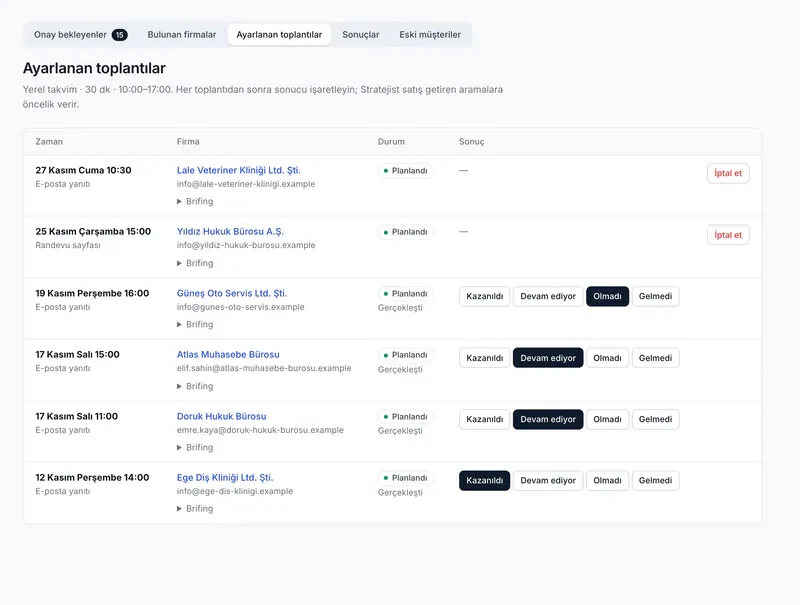 Onay bekleyenler 15 Bulunan firmalar Ayarlanan toplantılar Sonuçlar Eski müşteriler
Ayarlanan toplantılar
Yerel takvim · 30 dk · 10:00–17:00. Her toplantıdan sonra sonucu işaretleyin; Stratejist satış getiren aramalara
öncelik verir.
Zaman Firma Durum Sonuç
27 Kasım Cuma 10:30 Lale Veteriner Kliniği Ltd. Şti. Planlandı — İptal et
E-posta yanıtı info@lale-veteriner-klinigi.example
Brifing
25 Kasım Çarşamba 15:00 Yıldız Hukuk Bürosu A.Ş. Planlandı — İptal et
Randevu sayfası info@yildiz-hukuk-burosu.example
Brifing
19 Kasım Perşembe 16:00 Güneş Oto Servis Ltd. Şti. Planlandı Kazanıldı Devam ediyor Olmadı Gelmedi
E-posta yanıtı info@gunes-oto-servis.example Gerçekleşti
Brifing
17 Kasım Salı 15:00 Atlas Muhasebe Bürosu Planlandı Kazanıldı Devam ediyor Olmadı Gelmedi
E-posta yanıtı elif.sahin@atlas-muhasebe-burosu.example Gerçekleşti
Brifing
17 Kasım Salı 11:00 Doruk Hukuk Bürosu Planlandı Kazanıldı Devam ediyor Olmadı Gelmedi
E-posta yanıtı emre.kaya@doruk-hukuk-burosu.example Gerçekleşti
Brifing
12 Kasım Perşembe 14:00 Ege Diş Kliniği Ltd. Şti. Planlandı Kazanıldı Devam ediyor Olmadı Gelmedi
E-posta yanıtı info@ege-dis-klinigi.example Gerçekleşti
Brifing